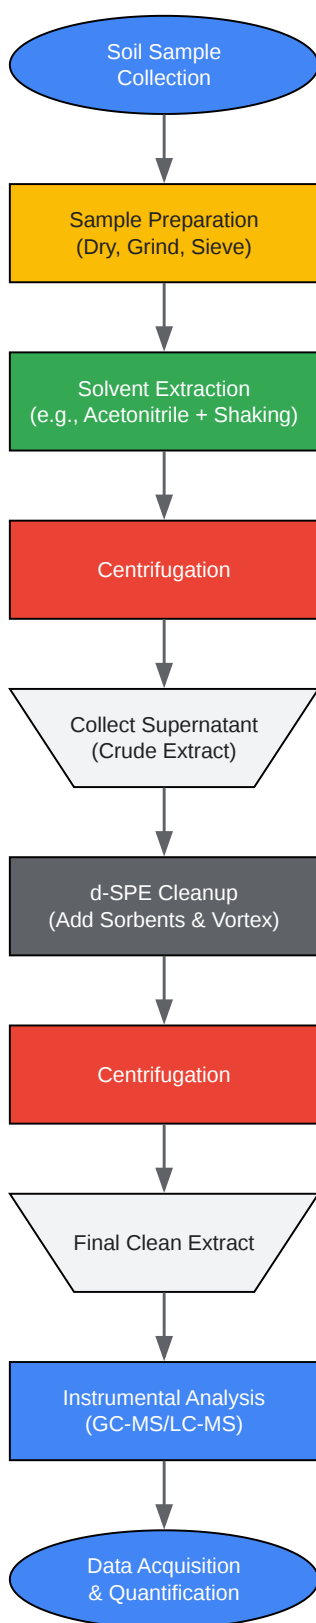 Soil Sample
Collection
Sample Preparation
(Dry, Grind, Sieve)
Solvent Extraction
(e.g., Acetonitrile + Shaking)
Centrifugation
Collect Supernatant
(Crude Extract)
d-SPE Cleanup
(Add Sorbents & Vortex)
Centrifugation
Final Clean Extract
Instrumental Analysis
(GC-MS/LC-MS)
Data Acquisition
& Quantification